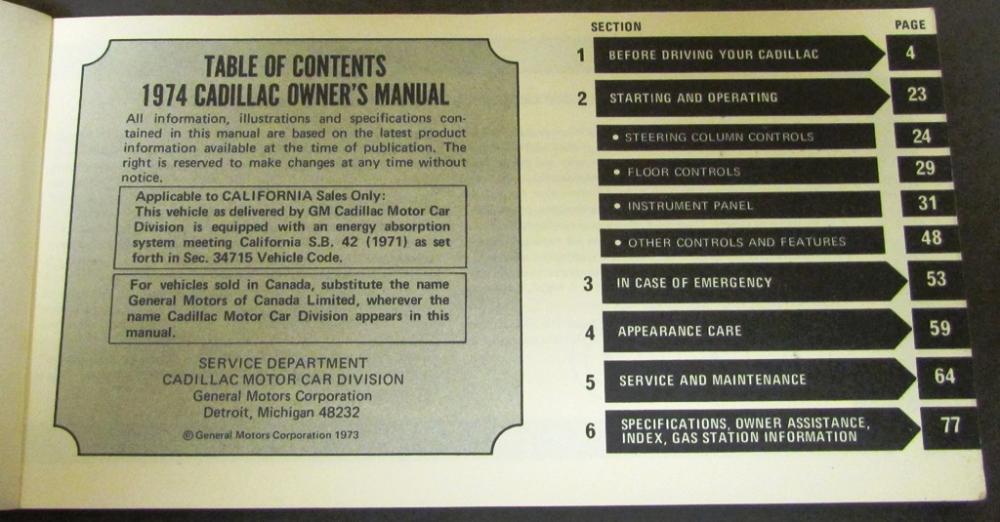 TABLE OF CONTENTS
1974 CADILLAC OWNER'S MANUAL
All information, illustrations and specifications con-
tained in this manual are based on the latest product
information available at the time of publication. The
right is reserved to make changes at any time without
notice.
Applicable to CALIFORNIA Sales Only:
This vehicle as delivered by GM Cadillac Motor Car
Division is equipped with an energy absorption
system meeting California S.B. 42 (1971) as set
forth in Sec. 34715 Vehicle Code.
For vehicles sold in Canada, substitute the name
General Motors of Canada Limited, wherever the
name Cadillac Motor Car Division appears in this
manual.
SERVICE DEPARTMENT
CADILLAC MOTOR CAR DIVISION
General Motors Corporation
Detroit, Michigan 48232
© General Motors Corporation 1973
SECTION PAGE
1 BEFORE DRIVING YOUR CADILLAC 4
2 STARTING AND OPERATING 23
• STEERING COLUMN CONTROLS 24
• FLOOR CONTROLS 29
• INSTRUMENT PANEL 31
• OTHER CONTROLS AND FEATURES 48
3 IN CASE OF EMERGENCY 53
4 APPEARANCE CARE 59
5 SERVICE AND MAINTENANCE 64
6 SPECIFICATIONS, OWNER ASSISTANCE, 77
INDEX, GAS STATION INFORMATION